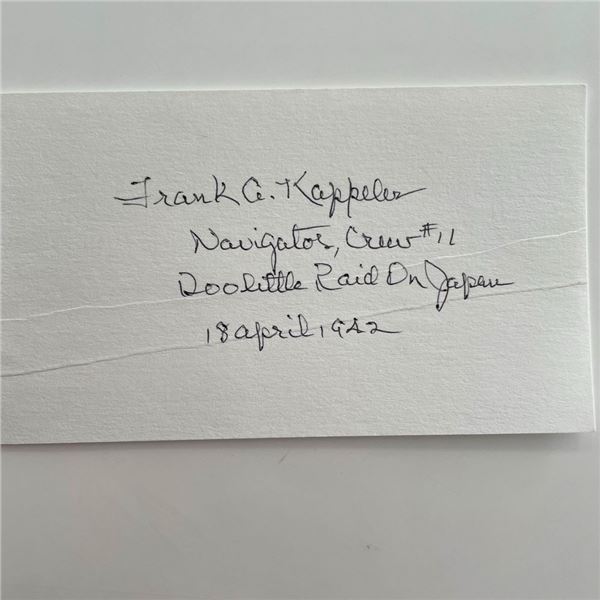 Frank A. Kappeler
Navigator, Crew #11
Doolittle Raid On Japan
18 april 1942